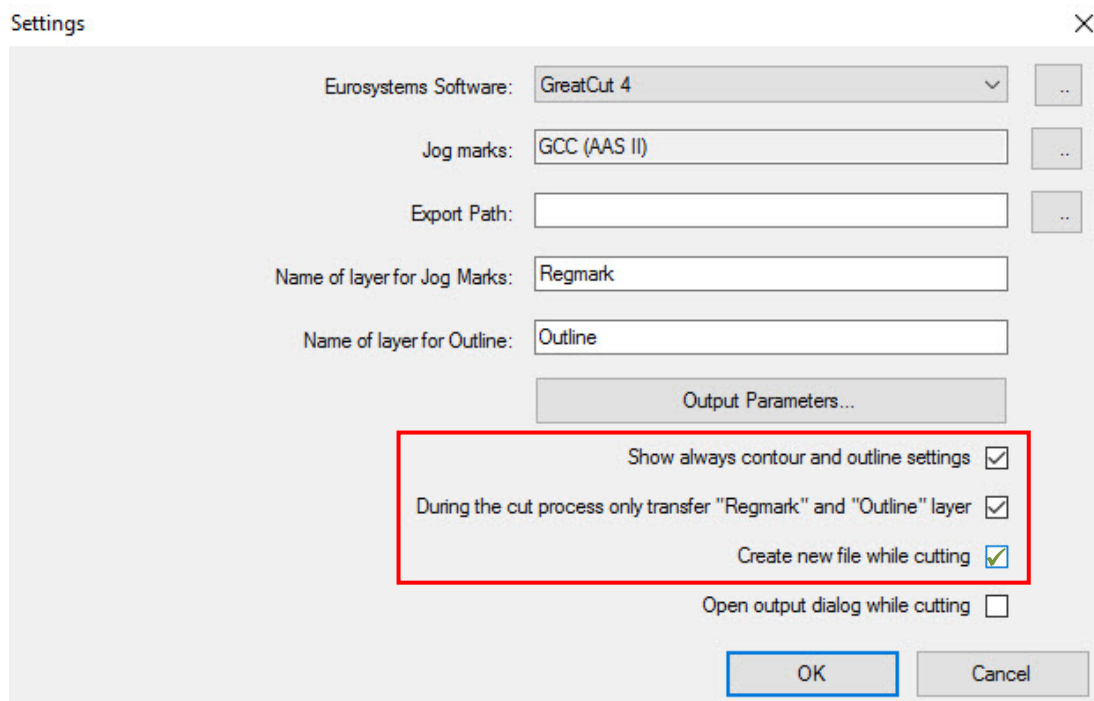 Settings
Eurosystems Software: GreatCut 4 ..
Jog marks: GCC (AAS II) ..
Export Path: ..
Name of layer for Jog Marks: Regmark
Name of layer for Outline: Outline
Output Parameters...
Show always contour and outline settings
During the cut process only transfer "Regmark" and "Outline" layer
Create new file while cutting
Open output dialog while cutting
OK Cancel